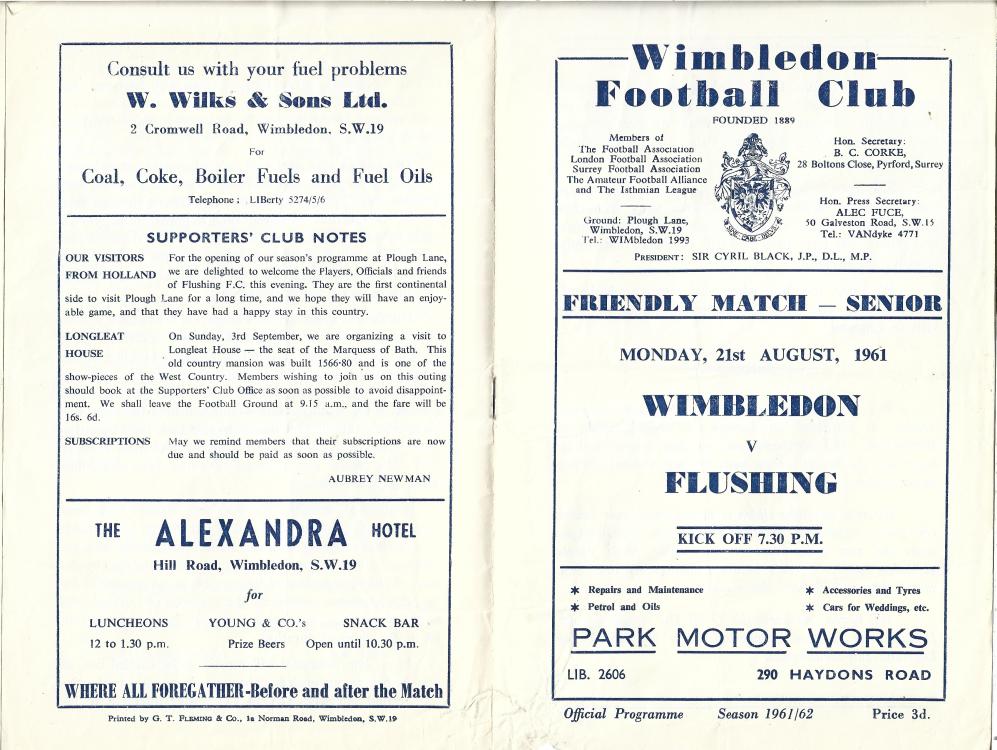 Consult us with your fuel problems
W. Wilks & Sons Ltd.
2 Cromwell Road, Wimbledon, S.W.19
For
Coal, Coke, Boiler Fuels and Fuel Oils
Telephone: LIBerty 5274/5/6
SUPPORTERS' CLUB NOTES
OUR VISITORS FROM HOLLAND
For the opening of our season's programme at Plough Lane,
we are delighted to welcome the Players, Officials and friends
of Flushing F.C. this evening. They are the first continental
side to visit Plough Lane for a long time, and we hope they will have an enjoy-
able game, and that they have had a happy stay in this country.
LONGLEAT HOUSE
On Sunday, 3rd September, we are organizing a visit to
Longleat House — the seat of the Marquess of Bath. This
old country mansion was built 1566-80 and is one of the
show-pieces of the West Country. Members wishing to join us on this outing
should book at the Supporters' Club Office as soon as possible to avoid disappoint-
ment. We shall leave the Football Ground at 9.15 a.m., and the fare will be
16s. 6d.
SUBSCRIPTIONS
May we remind members that their subscriptions are now
due and should be paid as soon as possible.
AUBREY NEWMAN
THE ALEXANDRA HOTEL
Hill Road, Wimbledon, S.W.19
for
LUNCHEONS YOUNG & CO.'s SNACK BAR
12 to 1.30 p.m. Prize Beers Open until 10.30 p.m.
WHERE ALL FOREGATHER-Before and after the Match
Printed by G. T. FLEMING & Co., 1a Norman Road, Wimbledon, S.W.19
Wimbledon
Football Club
FOUNDED 1889
Members of
The Football Association
London Football Association
Surrey Football Association
The Amateur Football Alliance
and The Isthmian League
Ground: Plough Lane,
Wimbledon, S.W.19
Tel.: WIMbledon 1993
Hon. Secretary:
B. C. CORKE,
28 Boltons Close, Pyrford, Surrey
Hon. Press Secretary:
ALEC FUCE,
50 Galveston Road, S.W.15
Tel.: VANdyke 4771
PRESIDENT: SIR CYRIL BLACK, J.P., D.L., M.P.
FRIENDLY MATCH — SENIOR
MONDAY, 21st AUGUST, 1961
WIMBLEDON
V
FLUSHING
KICK OFF 7.30 P.M.
* Repairs and Maintenance * Accessories and Tyres
* Petrol and Oils * Cars for Weddings, etc.
PARK MOTOR WORKS
LIB. 2606 290 HAYDONS ROAD
Official Programme Season 1961/62 Price 3d.